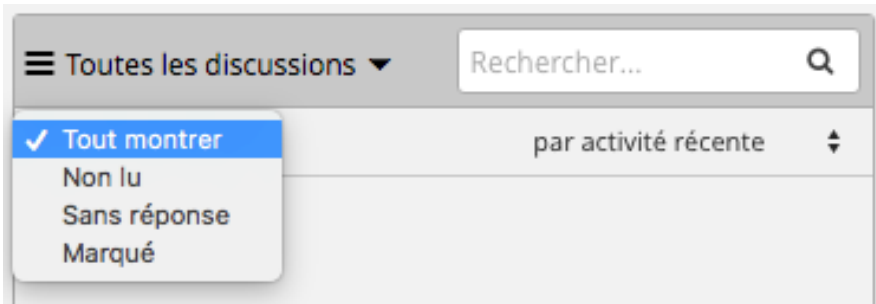 Toutes les discussions
Rechercher...
Tout montrer
par activité récente
Non lu
Sans réponse
Marqué